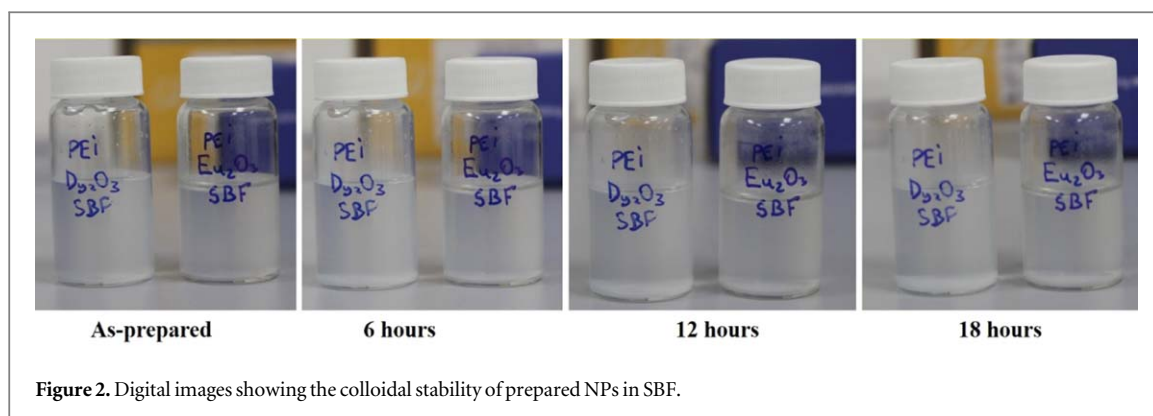 PEi
Dy₂O₃
SBF
PEi
Eu₂O₃
SBF
PEi
Dy₂O₃
SBF
PEi
Eu₂O₃
SBF
PEi
Dy₂O₃
SBF
PEi
Eu₂O₃
SBF
PEi
Dy₂O₃
SBF
PEi
Eu₂O₃
SBF
As-prepared
6 hours
12 hours
18 hours
Figure 2. Digital images showing the colloidal stability of prepared NPs in SBF.